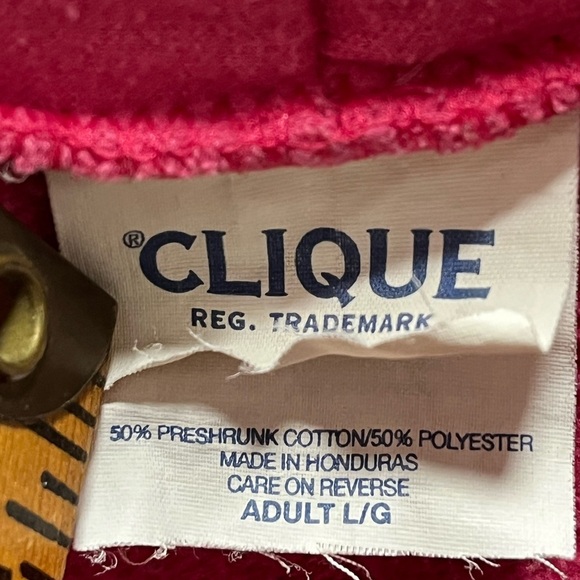 ®CLIQUE
REG. TRADEMARK
50% PRESHRUNK COTTON/50% POLYESTER
MADE IN HONDURAS
CARE ON REVERSE
ADULT L/G